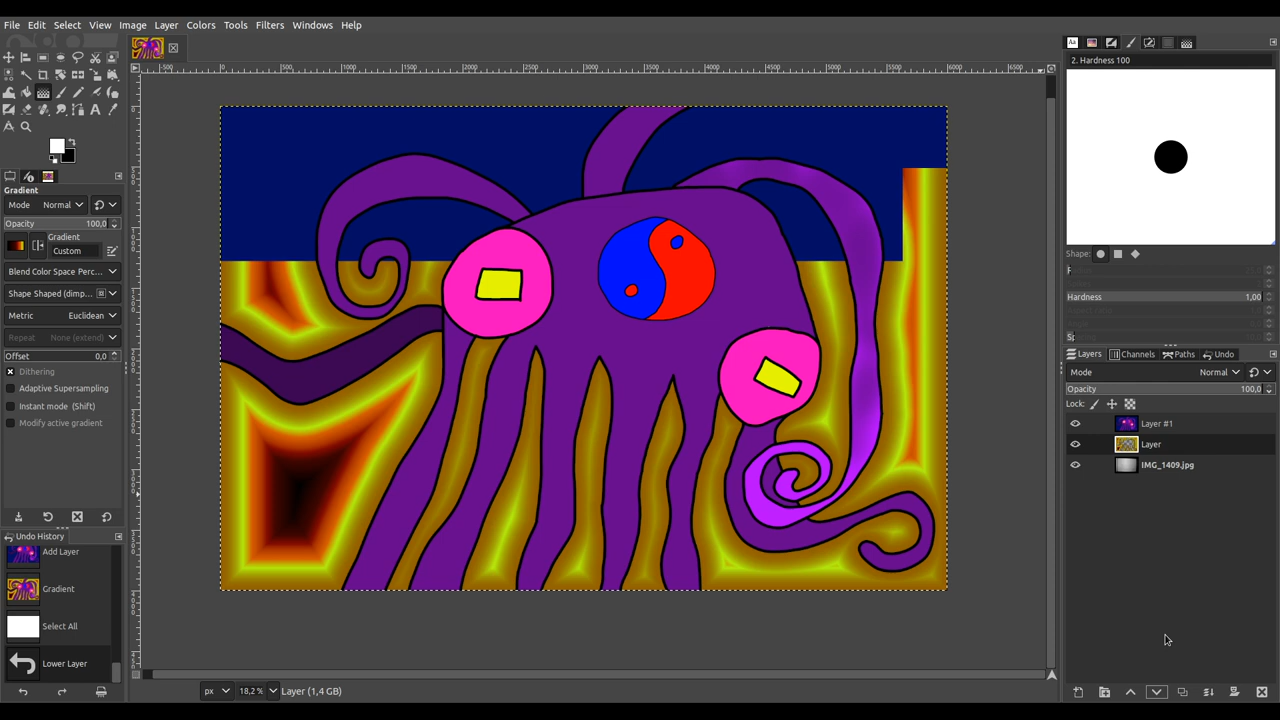 File Edit Select View Image Layer Colors Tools Filters Windows Help
2. Hardness 100
Gradient
Mode Normal
Opacity 100,0
Gradient
Custom
Blend Color Space Perc...
Shape Shaped (dimp...
Metric Euclidean
Repeat None (extend)
Offset 0,0
Dithering
Adaptive Supersampling
Instant mode (Shift)
Modify active gradient
Undo History
Add Layer
Gradient
Select All
Lower Layer
px 18,2 % Layer (1,4 GB)
Shape:
Hardness 1,00
Layers Channels Paths Undo
Mode Normal
Opacity 100,0
Lock:
Layer #1
Layer
IMG_1409.jpg